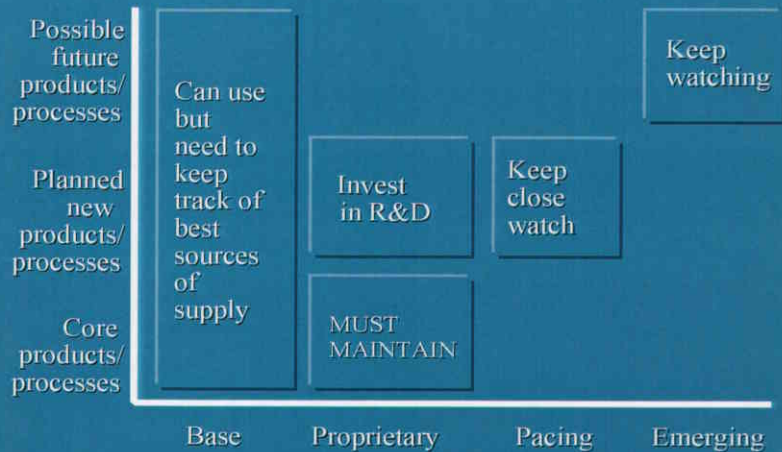 Possible
future
products/
processes
Planned
new
products/
processes
Core
products/
processes
Can use
but
need to
keep
track of
best
sources
of
supply
Invest
in R&D
MUST
MAINTAIN
Keep
close
watch
Keep
watching
Base
Proprietary
Pacing
Emerging